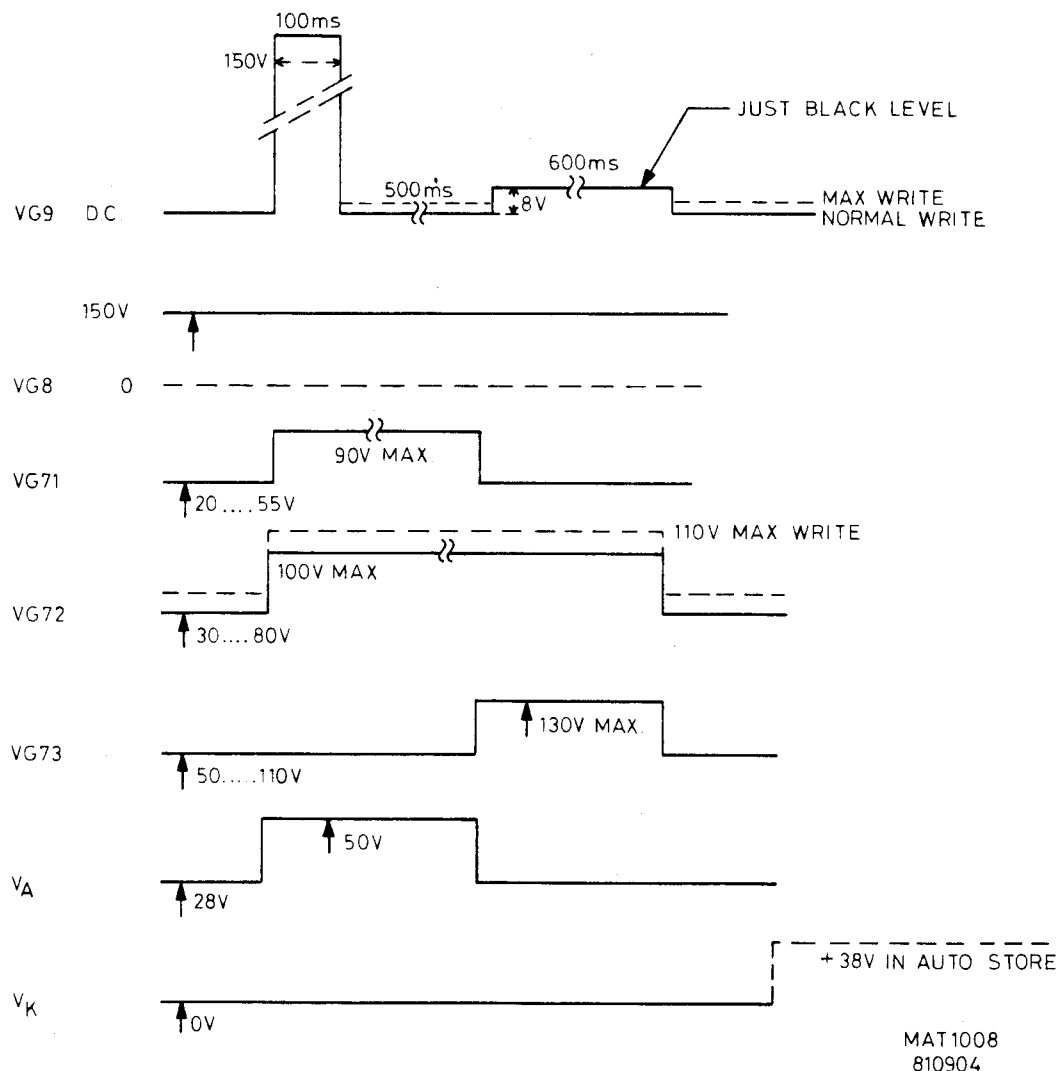 100ms
150V
JUST BLACK LEVEL
600ms
500ms
8V
MAX WRITE
VG9 D.C.
NORMAL WRITE
150V
VG8 0
90V MAX.
VG71
20....55V
110V MAX WRITE
100V MAX
VG72
30....80V
130V MAX.
VG73
50.....110V
50V
VA
28V
+38V IN AUTO STORE
VK
0V
MAT1008
810904